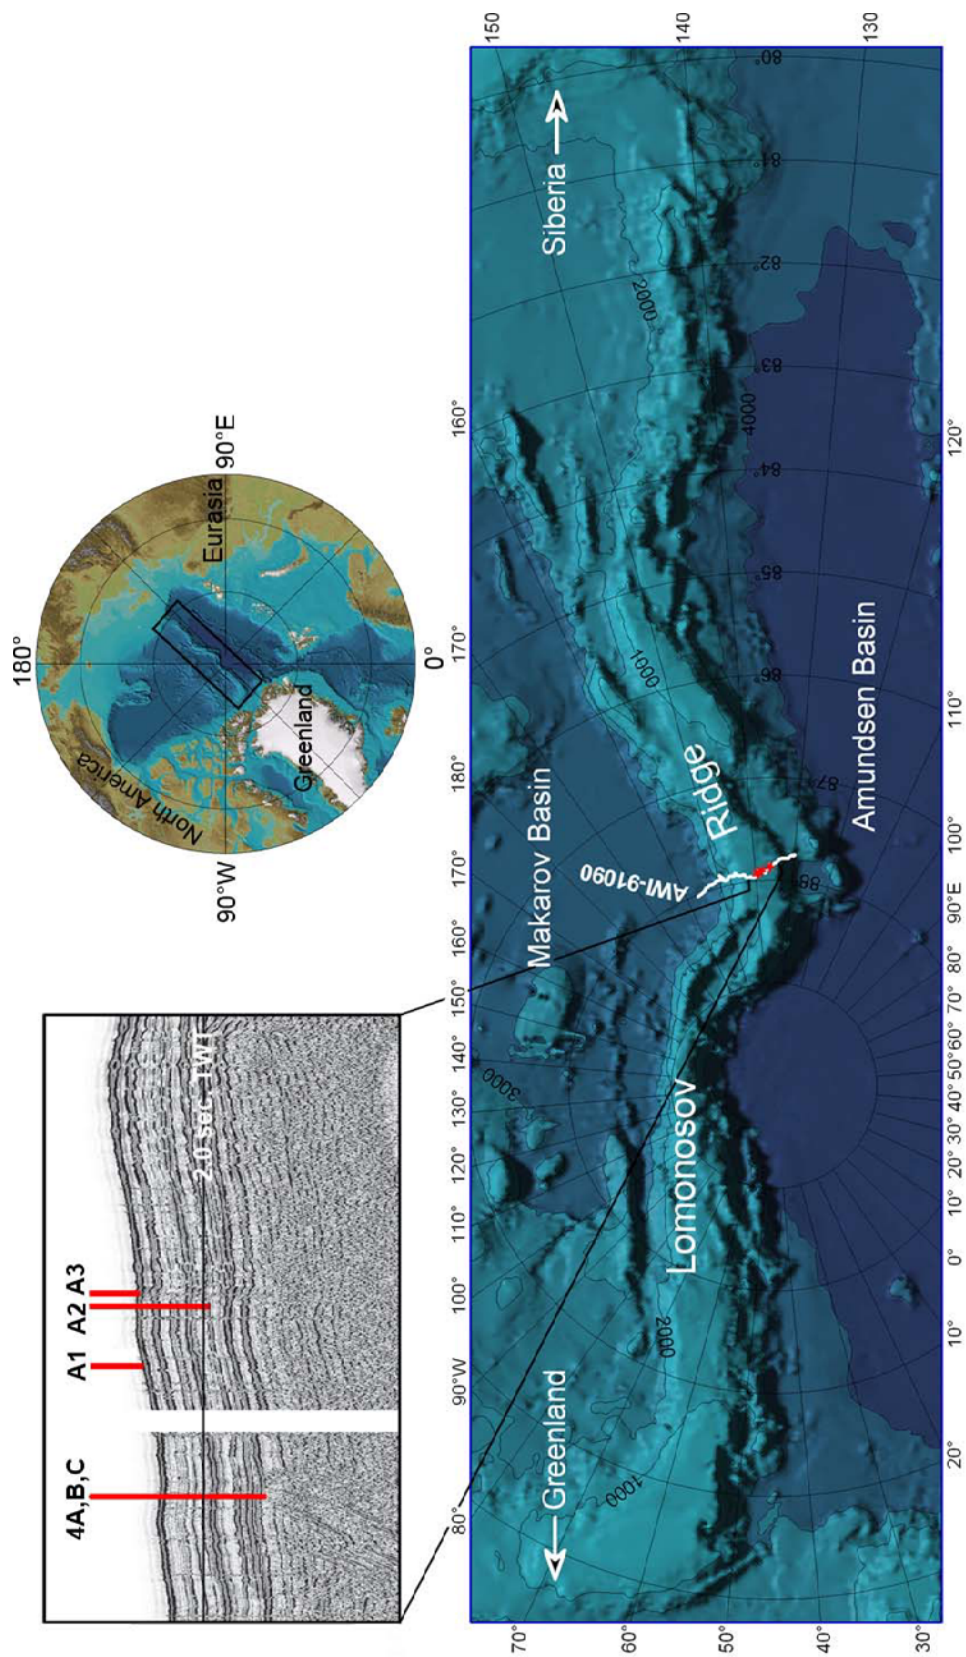 4A,B,C
A1 A2 A3
2.0 sec. TWT
180°
North America
Eurasia
90°W
90°E
Greenland
0°
80° 90°W 100° 110° 120° 130° 140° 150° 160° 170° 180° 170° 160°
150
140
130
70°
60°
50°
40°
30°
Greenland
Siberia
Makarov Basin
AWI-91090
Lomonosov
Ridge
Amundsen Basin
1000
2000
3000
1000
2000
4000
88°
87°
86°
85°
84°
83°
82°
81°
80°
20° 10° 0° 10° 20° 30° 40° 50° 60° 70° 80° 90°E 100° 110° 120°